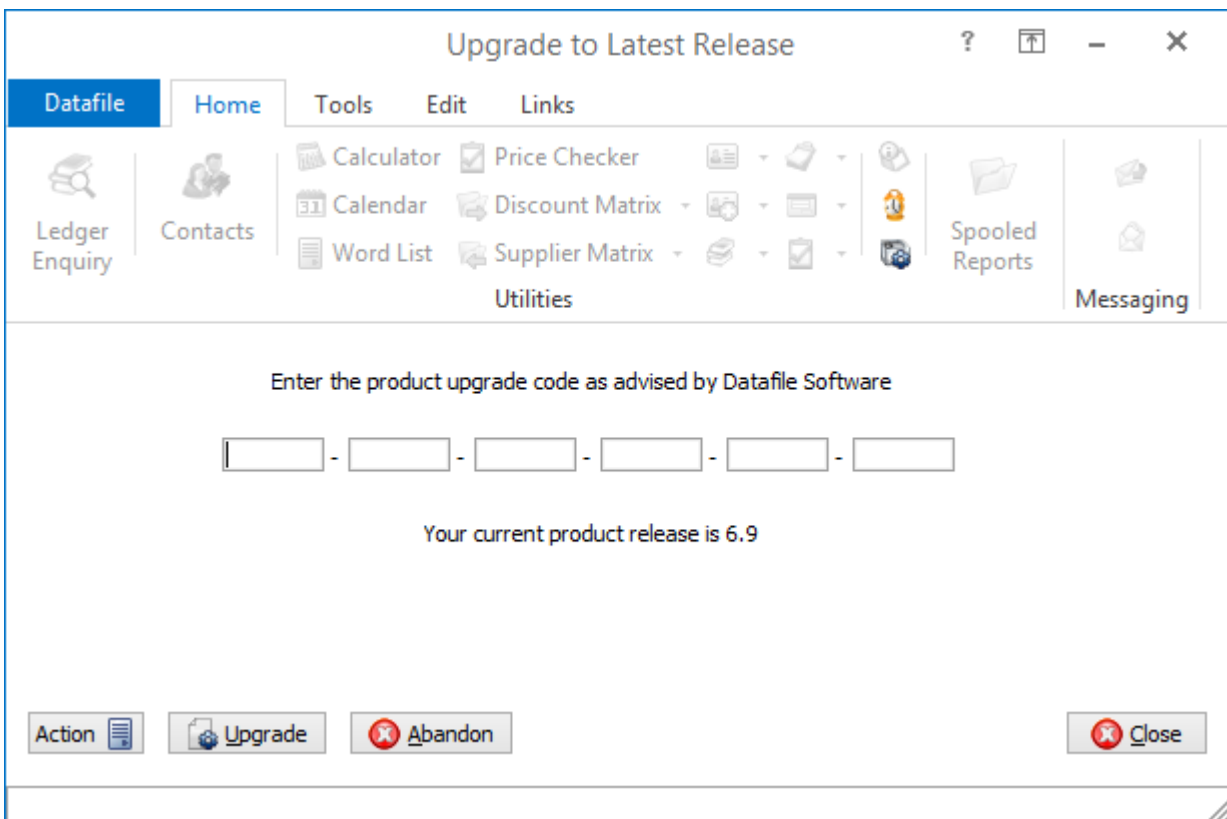 Upgrade to Latest Release ?
Datafile Home Tools Edit Links
Calculator Price Checker
31 Calendar Discount Matrix
Word List Supplier Matrix
Ledger
Enquiry
Contacts
Spooled
Reports
Utilities Messaging
Enter the product upgrade code as advised by Datafile Software
- - - - -
Your current product release is 6.9
Action Upgrade Abandon Close